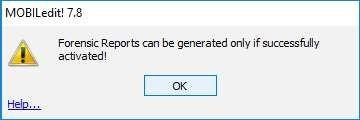 MOBILedit! 7.8
Forensic Reports can be generated only if successfully
activated!
OK
Help...